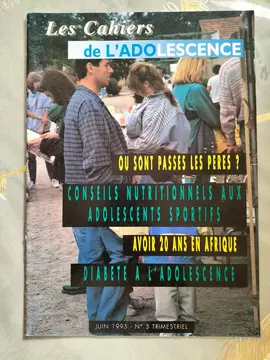 Les Cahiers
de L'ADOLESCENCE
OU SONT PASSES LES PERES ?
CONSEILS NUTRITIONNELS AUX
ADOLESCENTS SPORTIFS
AVOIR 20 ANS EN AFRIQUE
DIABETE A L'ADOLESCENCE
JUIN 1995 - N° 3 TRIMESTRIEL